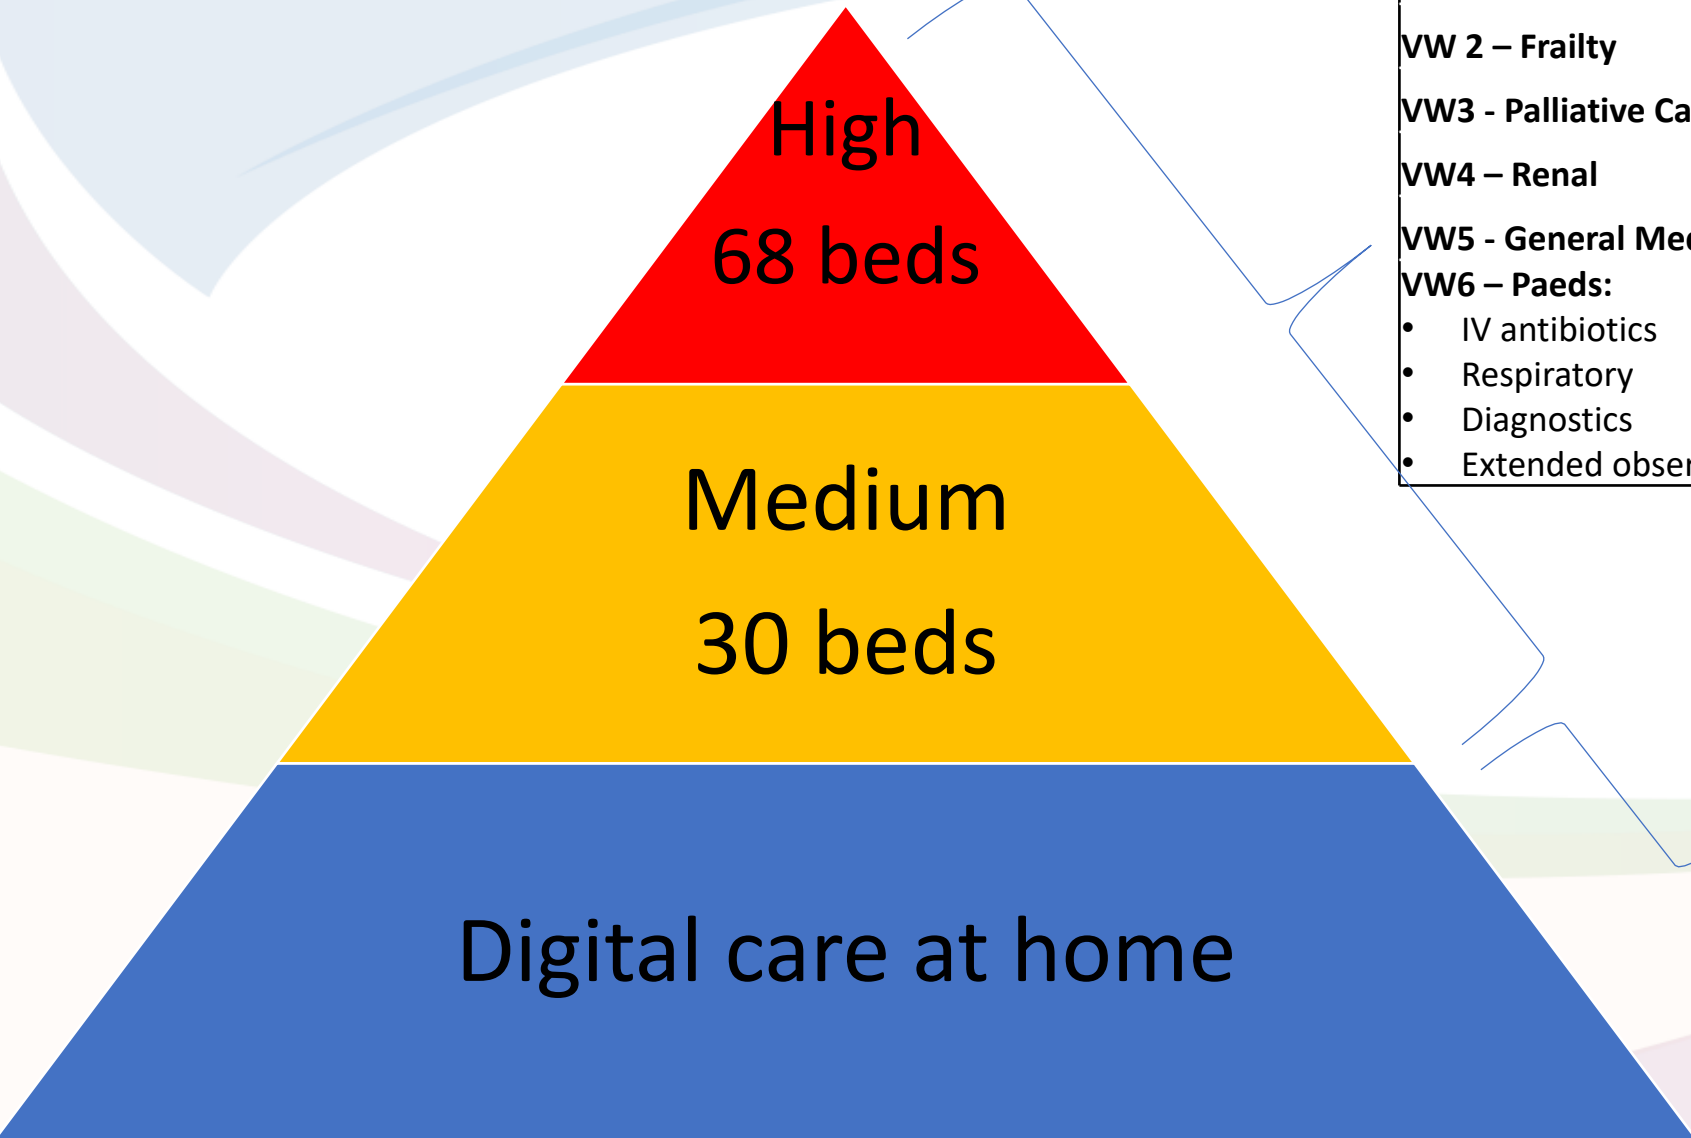 High
68 beds
Medium
30 beds
Digital care at home
VW 2 – Frailty
VW3 - Palliative
VW4 – Renal
VW5 - General
VW6 – Paeds:
• IV antibiotics
• Respiratory
• Diagnostics
• Extended